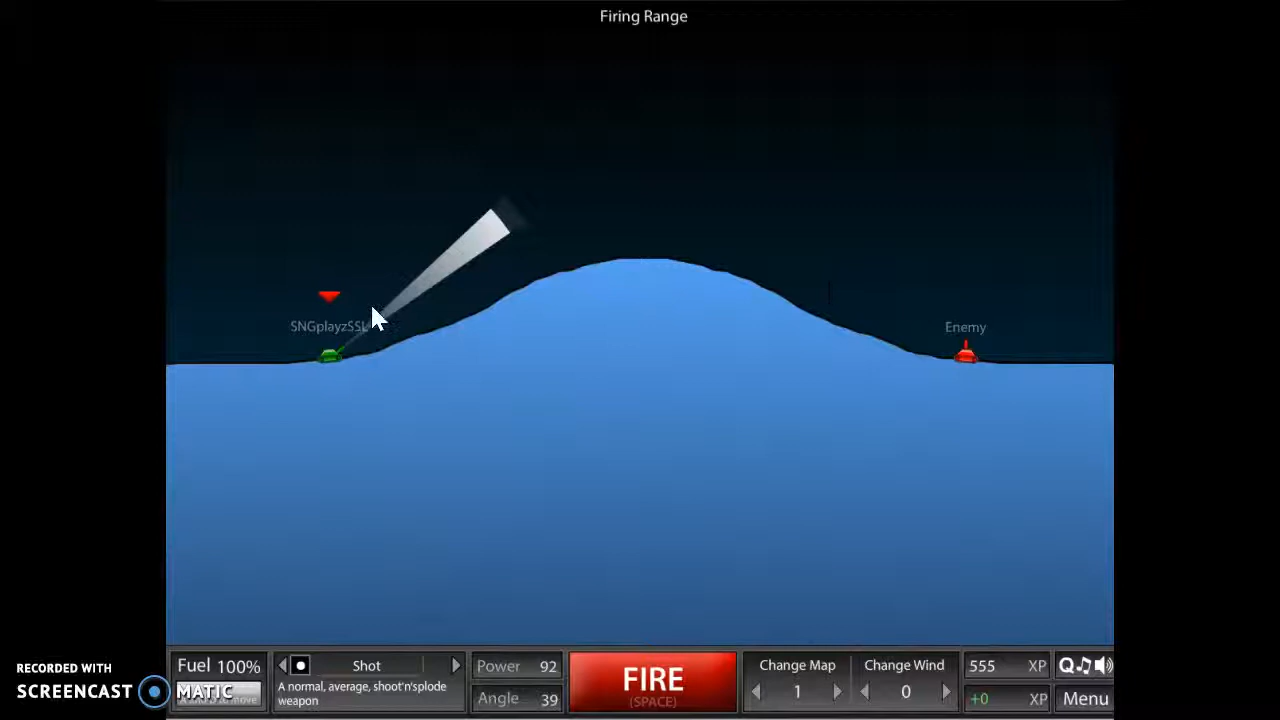 Firing Range
SNGplayzSSL
Enemy
Fuel 100%
Shot
A normal, average, shoot'n'splode
weapon
Power 92
Angle 39
FIRE
(SPACE)
Change Map
1
Change Wind
0
555 XP
+0 XP
Q
Menu
RECORDED WITH
SCREENCAST MATIC